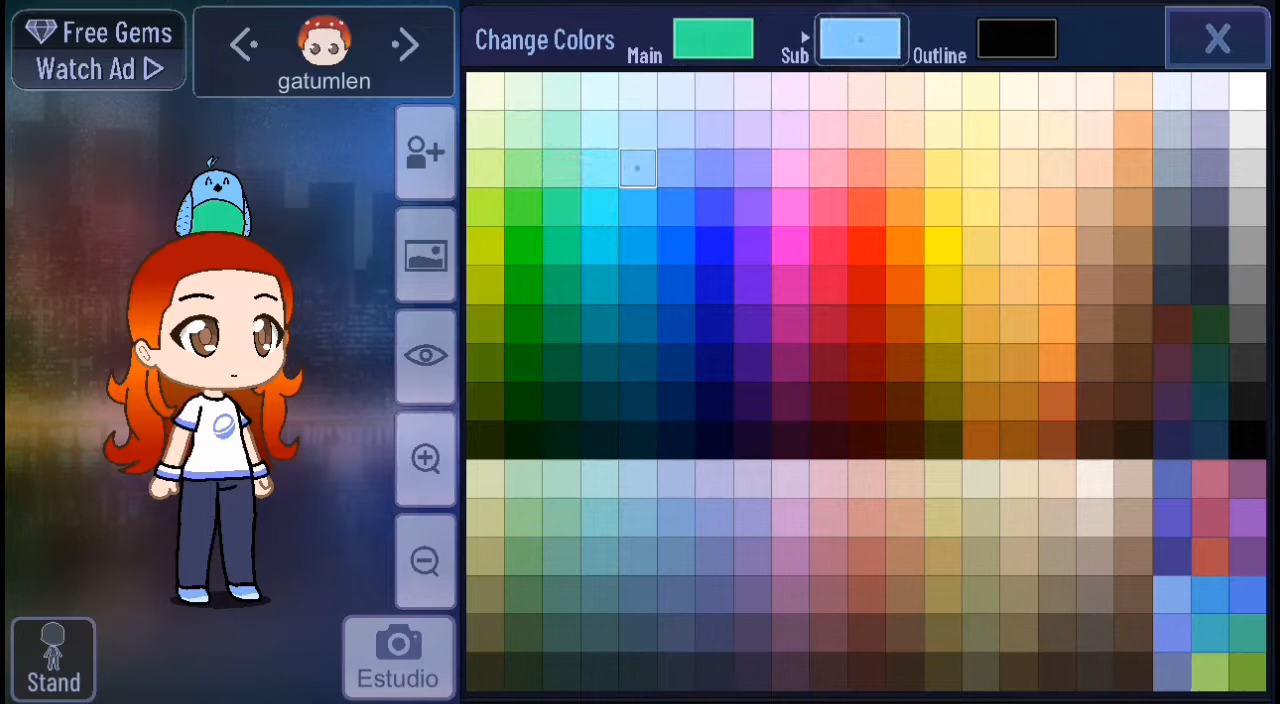 Free Gems
Watch Ad
gatumlen
Change Colors
Main
Sub
Outline
X
Stand
Estudio